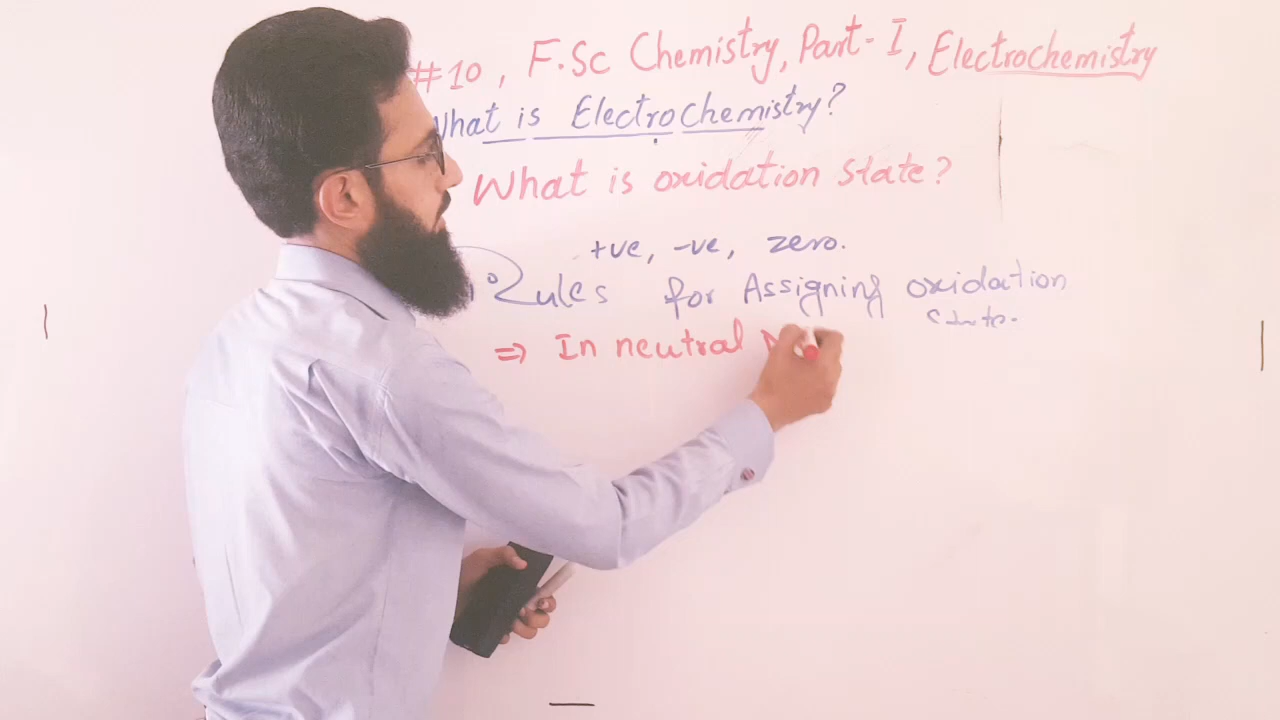 #10, F.Sc Chemistry, Part-I, Electrochemistry
What is Electrochemistry?
What is oxidation state?
+ve, -ve, zero.
Rules for Assigning oxidation
state.
⇒ In neutral